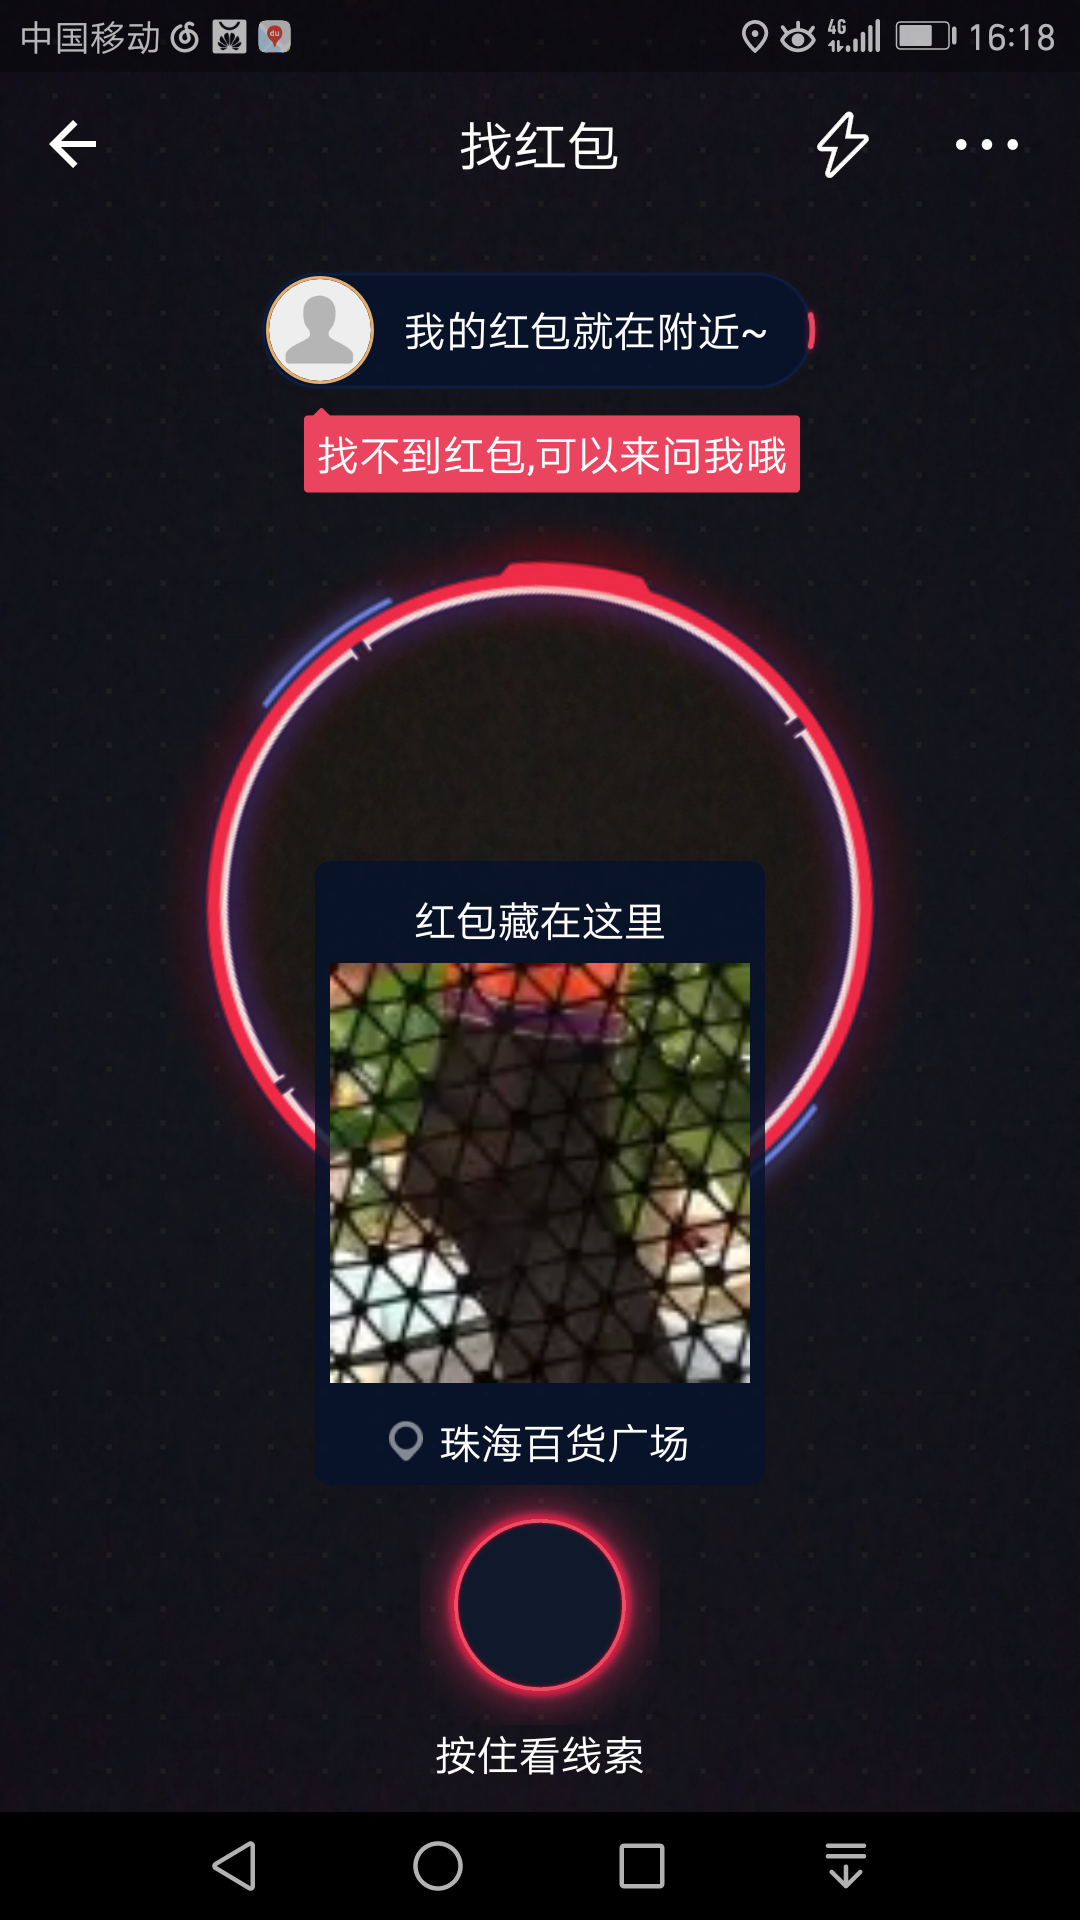 中国移动 4G 16:18
找红包
我的红包就在附近~
找不到红包,可以来问我哦
红包藏在这里
珠海百货广场
按住看线索